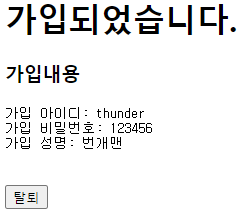 가입되었습니다.
가입내용
가입 아이디: thunder
가입 비밀번호: 123456
가입 성명: 번개맨
탈퇴